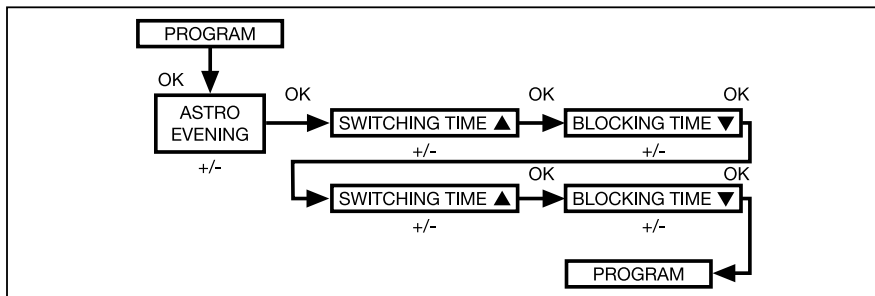 PROGRAM
OK
OK
OK
OK
ASTRO
EVENING
SWITCHING TIME ▲
BLOCKING TIME ▼
+/-
+/-
+/-
OK
OK
SWITCHING TIME ▲
BLOCKING TIME ▼
+/-
+/-
PROGRAM